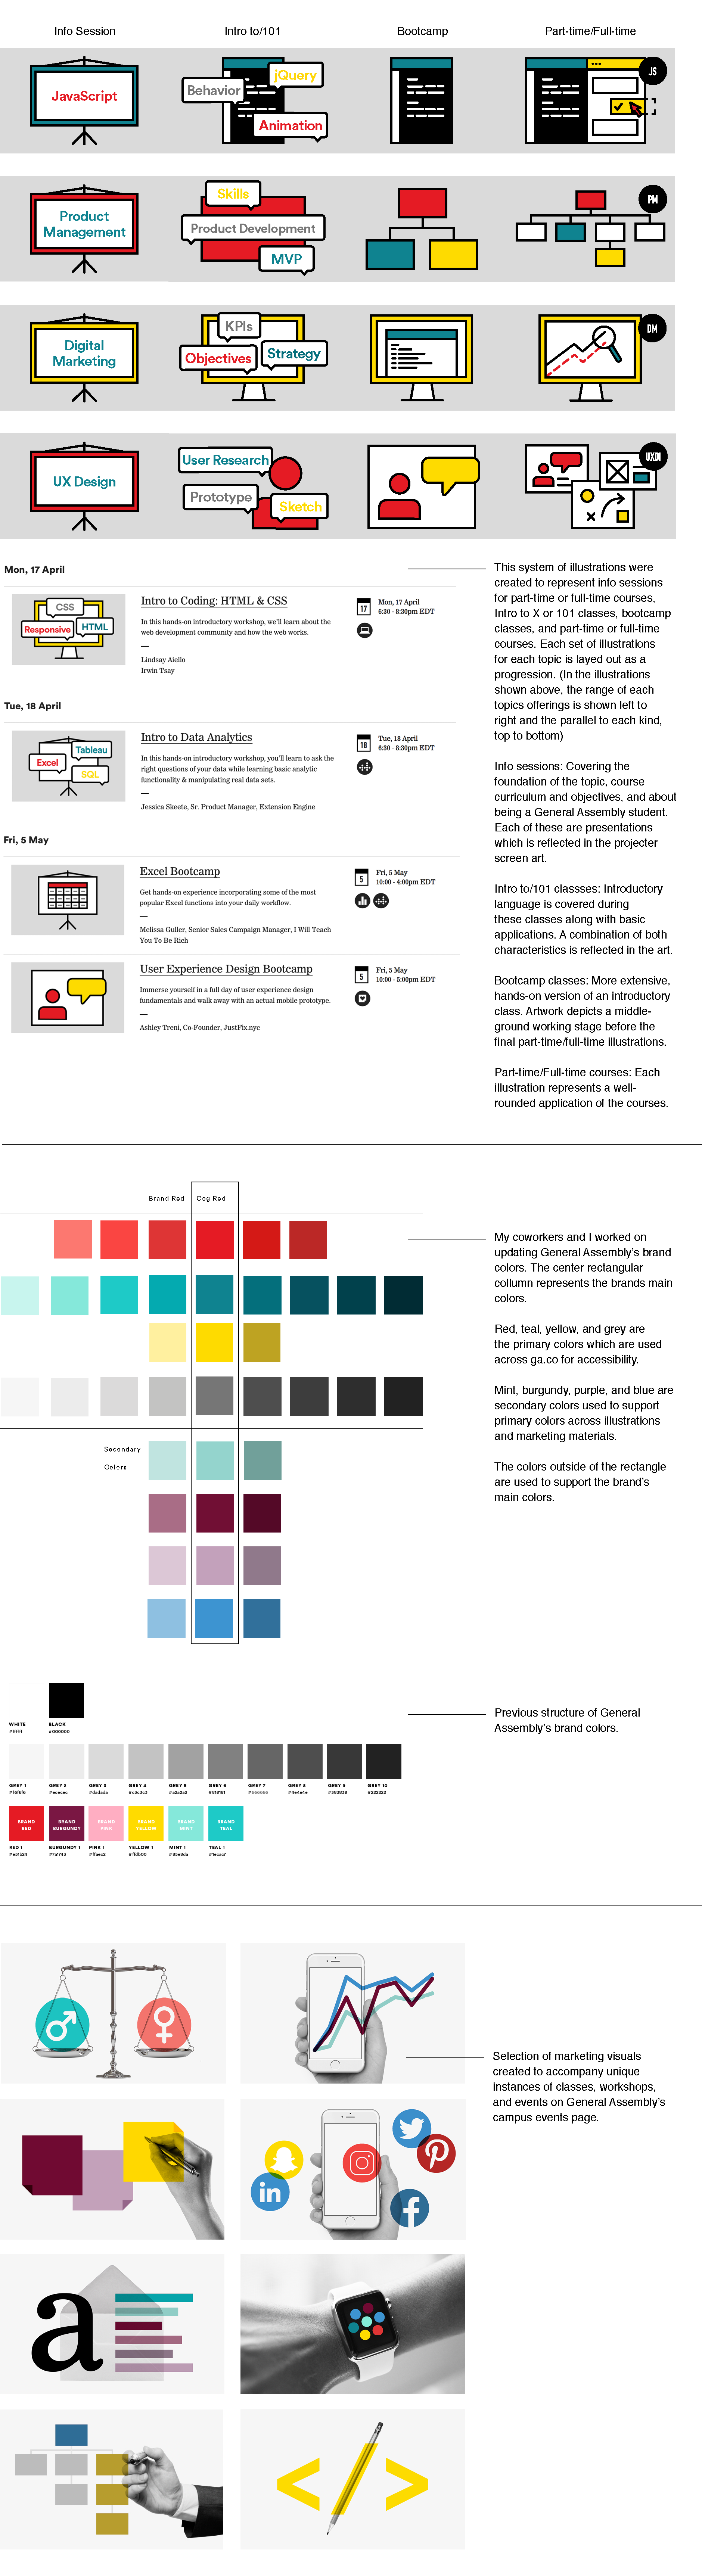 Info Session
Intro to/101
Bootcamp
Part-time/Full-time
JavaScript
Behavior
jQuery
Animation
JS
Product
Management
Skills
Product Development
MVP
PM
Digital
Marketing
KPIs
Objectives
Strategy
DM
UX Design
User Research
Prototype
Sketch
UXDI
Mon, 17 April
CSS
Responsive
HTML
Intro to Coding: HTML & CSS
In this hands-on introductory workshop, we'll learn about the
web development community and how the web works.
Lindsay Aiello
Irwin Tsay
17
Mon, 17 April
6:30 - 8:30pm EDT
Tue, 18 April
Tableau
Excel
SQL
Intro to Data Analytics
In this hands-on introductory workshop, you'll learn to ask the
right questions of your data while learning basic analytic
functionality & manipulating real data sets.
Jessica Skeete, Sr. Product Manager, Extension Engine
18
Tue, 18 April
6:30 - 8:30pm EDT
Fri, 5 May
Excel Bootcamp
Get hands-on experience incorporating some of the most
popular Excel functions into your daily workflow.
Melissa Guller, Senior Sales Campaign Manager, I Will Teach
You To Be Rich
5
Fri, 5 May
10:00 - 4:00pm EDT
User Experience Design Bootcamp
Immerse yourself in a full day of user experience design
fundamentals and walk away with an actual mobile prototype.
Ashley Treni, Co-Founder, JustFix.nyc
5
Fri, 5 May
10:00 - 5:00pm EDT
This system of illustrations were
created to represent info sessions
for part-time or full-time courses,
Intro to X or 101 classes, bootcamp
classes, and part-time or full-time
courses. Each set of illustrations
for each topic is layed out as a
progression. (In the illustrations
shown above, the range of each
topics offerings is shown left to
right and the parallel to each kind,
top to bottom)
Info sessions: Covering the
foundation of the topic, course
curriculum and objectives, and about
being a General Assembly student.
Each of these are presentations
which is reflected in the projecter
screen art.
Intro to/101 classses: Introductory
language is covered during
these classes along with basic
applications. A combination of both
characteristics is reflected in the art.
Bootcamp classes: More extensive,
hands-on version of an introductory
class. Artwork depicts a middle-
ground working stage before the
final part-time/full-time illustrations.
Part-time/Full-time courses: Each
illustration represents a well-
rounded application of the courses.
Brand Red
Cog Red
Secondary
Colors
My coworkers and I worked on
updating General Assembly's brand
colors. The center rectangular
collumn represents the brands main
colors.
Red, teal, yellow, and grey are
the primary colors which are used
across ga.co for accessibility.
Mint, burgundy, purple, and blue are
secondary colors used to support
primary colors across illustrations
and marketing materials.
The colors outside of the rectangle
are used to support the brand's
main colors.
WHITE
#ffffff
BLACK
#000000
GREY 1
#f6f6f6
GREY 2
#ececec
GREY 3
#dadada
GREY 4
#c3c3c3
GREY 5
#a2a2a2
GREY 6
#818181
GREY 7
#666666
GREY 8
#4e4e4e
GREY 9
#383838
GREY 10
#222222
BRAND
RED
BRAND
BURGUNDY
BRAND
PINK
BRAND
YELLOW
BRAND
MINT
BRAND
TEAL
RED 1
BURGUNDY 1
#7a1743
PINK 1
#ffaec2
YELLOW 1
#ffdb00
MINT 1
#88e8da
TEAL 1
#1ecac7
Previous structure of General
Assembly's brand colors.
Selection of marketing visuals
created to accompany unique
instances of classes, workshops,
and events on General Assembly's
campus events page.
in
f
a
< / >